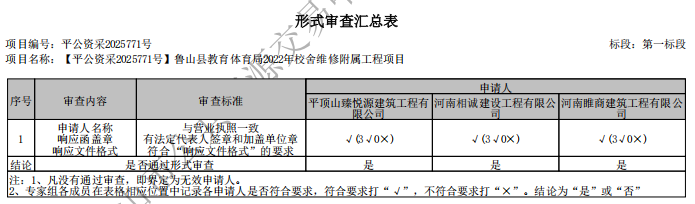 形式审查汇总表
项目编号：平公资采2025771号 标段：第一标段
项目名称：【平公资采2025771号】鲁山县教育体育局2022年校舍维修附属工程项目
序号 审查内容 审查标准 申请人
平顶山臻悦源建筑工程有限公司 河南相诚建设工程有限公司 河南睢商建筑工程有限公司
1 申请人名称 与营业执照一致 √(3√0×) √(3√0×) √(3√0×)
响应函盖章 有法定代表人签章和加盖单位章
响应文件格式 符合“响应文件格式”的要求
结论 是否通过形式审查 是 是 是
注：1、凡没有通过审查，即界定为无效申请人。
2、专家组各成员在表格相应位置中记录各申请人是否符合要求，符合要求打“√”，不符合要求打“×”。结论为“是”或“否”